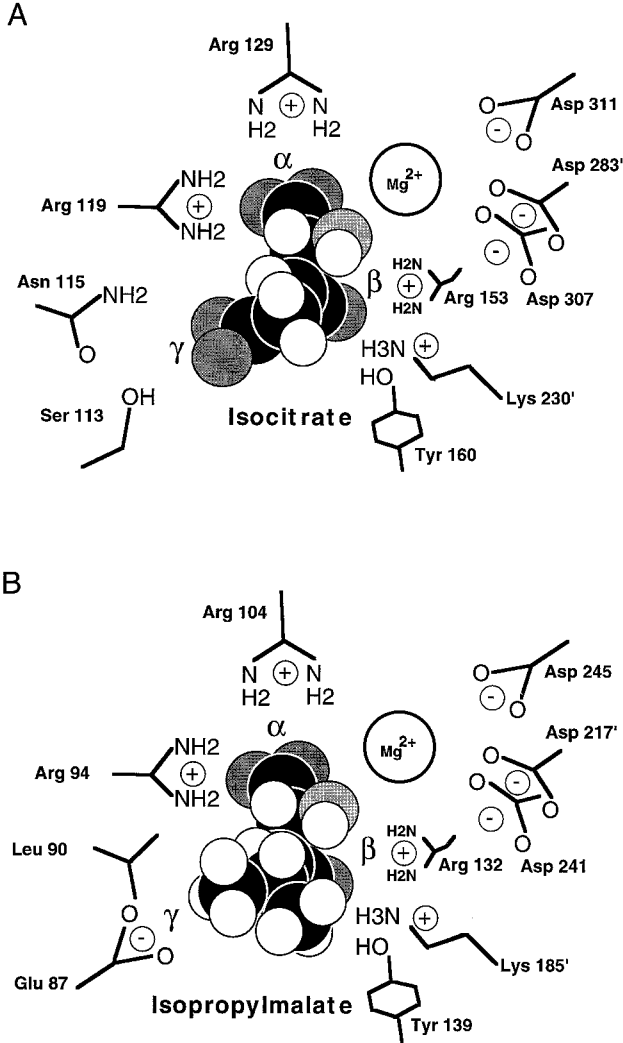 A
Arg 129
N + N
H2 H2
Asp 311
O
- O
α
Mg2+
Asp 283'
NH2
Arg 119 +
NH2
O
O -
- O
O
Asn 115
NH2
β
H2N
+
H2N
Arg 153
Asp 307
O
γ
H3N +
HO
Lys 230'
OH
Ser 113
Isocitrate
Tyr 160
B
Arg 104
N + N
H2 H2
Asp 245
O
- O
α
Mg2+
Asp 217'
NH2
Arg 94 +
NH2
O
O -
- O
O
Leu 90
β
H2N
+
H2N
Arg 132
Asp 241
O
γ
- O
H3N +
HO
Lys 185'
Glu 87
Isopropylmalate
Tyr 139